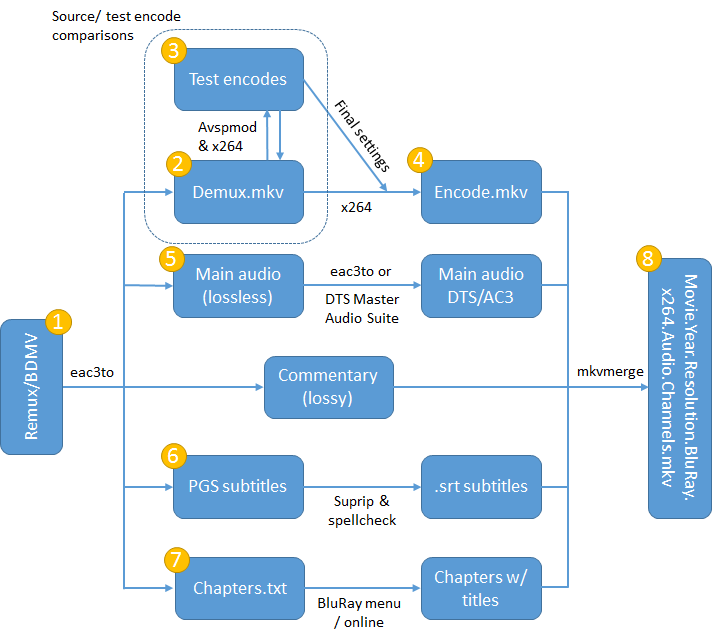 Source/ test encode
comparisons
3
Test encodes
Final settings
Avspmod
& x264
2
Demux.mkv
x264
4
Encode.mkv
5
Main audio
(lossless)
eac3to or
DTS Master
Audio Suite
Main audio
DTS/AC3
8
Movie.Year.Resolution.BluRay.
x264.Audio.Channels.mkv
1
Remux/BDMV
eac3to
Commentary
(lossy)
mkvmerge
6
PGS subtitles
Suprip &
spellcheck
.srt subtitles
7
Chapters.txt
BluRay menu
/ online
Chapters w/
titles